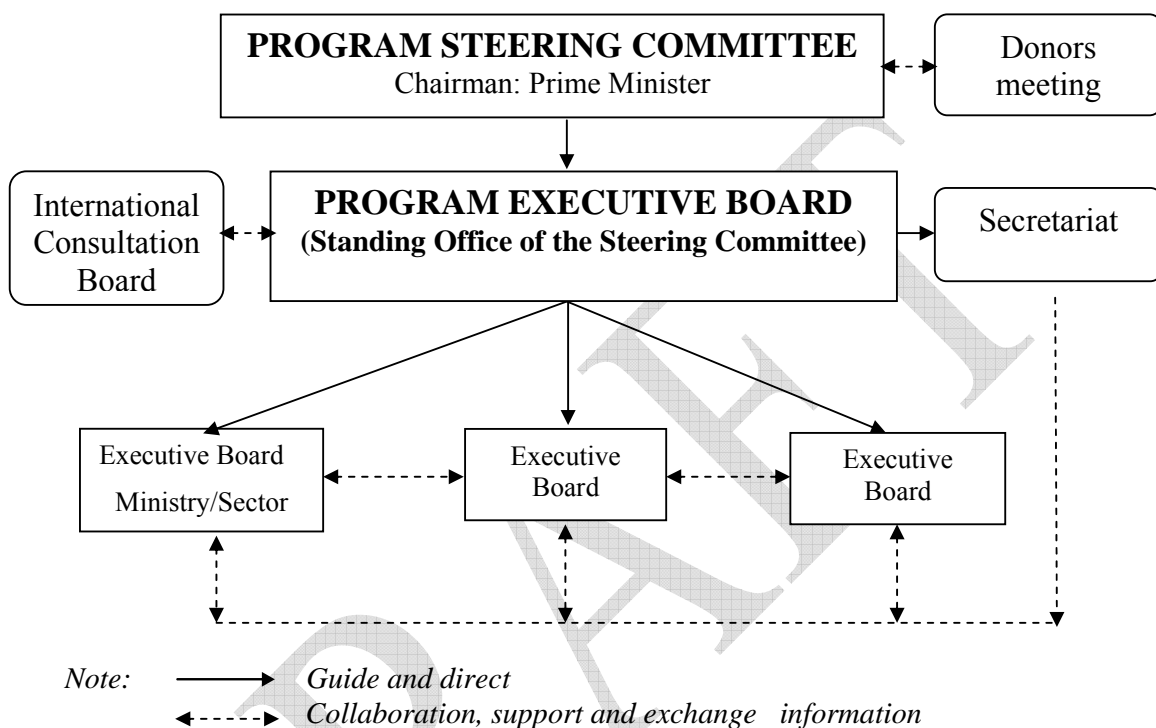 PROGRAM STEERING COMMITTEE
Chairman: Prime Minister
Donors
meeting
International
Consultation
Board
PROGRAM EXECUTIVE BOARD
(Standing Office of the Steering Committee)
Secretariat
Executive Board
Ministry/Sector
Executive
Board
Executive
Board
Note:
Guide and direct
Collaboration, support and exchange information
DRAFT